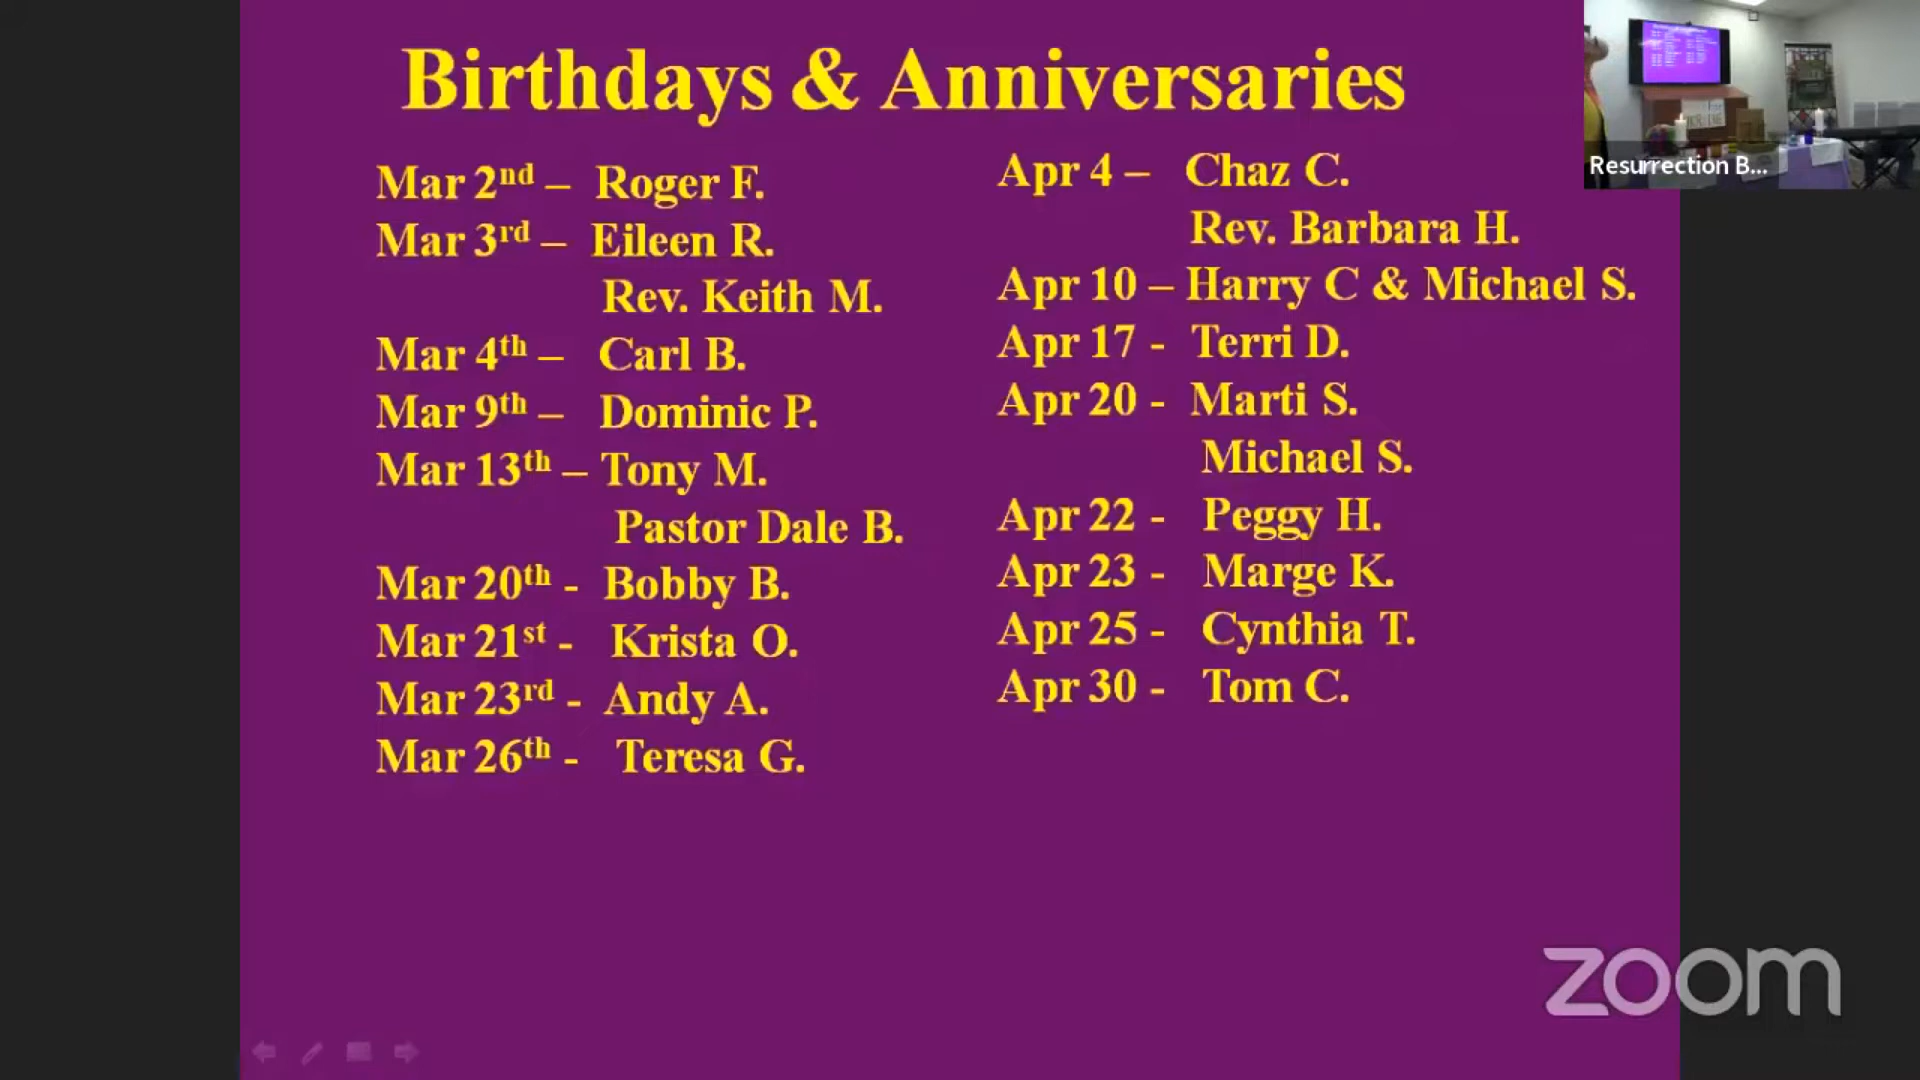 Birthdays & Anniversaries
Mar 2nd – Roger F.
Mar 3rd – Eileen R.
Rev. Keith M.
Mar 4th – Carl B.
Mar 9th – Dominic P.
Mar 13th – Tony M.
Pastor Dale B.
Mar 20th - Bobby B.
Mar 21st - Krista O.
Mar 23rd - Andy A.
Mar 26th - Teresa G.
Apr 4 – Chaz C.
Rev. Barbara H.
Apr 10 – Harry C & Michael S.
Apr 17 - Terri D.
Apr 20 - Marti S.
Michael S.
Apr 22 - Peggy H.
Apr 23 - Marge K.
Apr 25 - Cynthia T.
Apr 30 - Tom C.
Resurrection B...
zoom